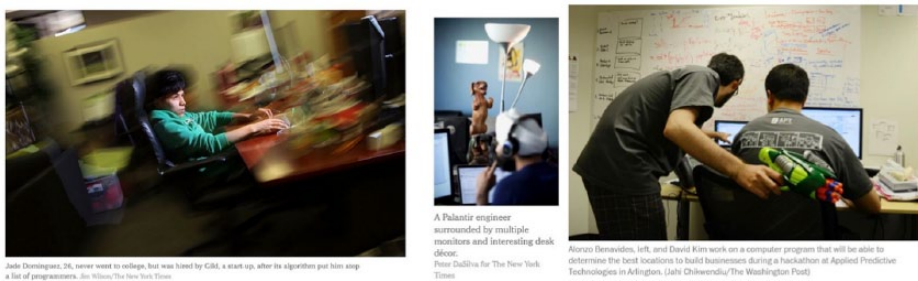 Jade Dominguez, 26, never went to college, but was hired by Gild, a start up, after its algorithm put him atop
a list of programmers. Jim Wilson/The New York Times
A Palantir engineer
surrounded by multiple
monitors and interesting desk
décor.
Peter DaSilva for The New York
Times
APT
Alonzo Benavides, left, and David Kim work on a computer program that will be able to
determine the best locations to build businesses during a hackathon at Applied Predictive
Technologies in Arlington. (Jahi Chikwendiu/The Washington Post)